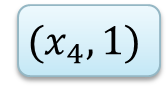 (x₄, 1)